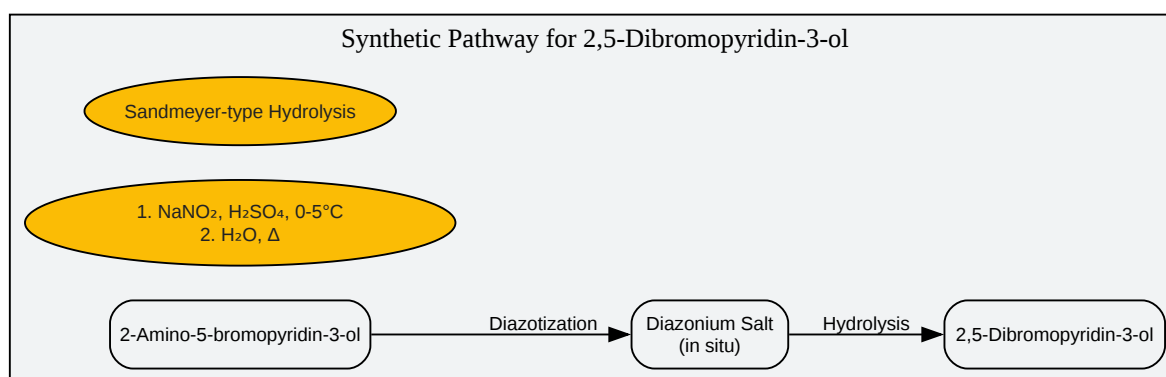 Synthetic Pathway for 2,5-Dibromopyridin-3-ol
Sandmeyer-type Hydrolysis
1. NaNO₂, H₂SO₄, 0-5°C
2. H₂O, Δ
2-Amino-5-bromopyridin-3-ol
Diazotization
Diazonium Salt
(in situ)
Hydrolysis
2,5-Dibromopyridin-3-ol